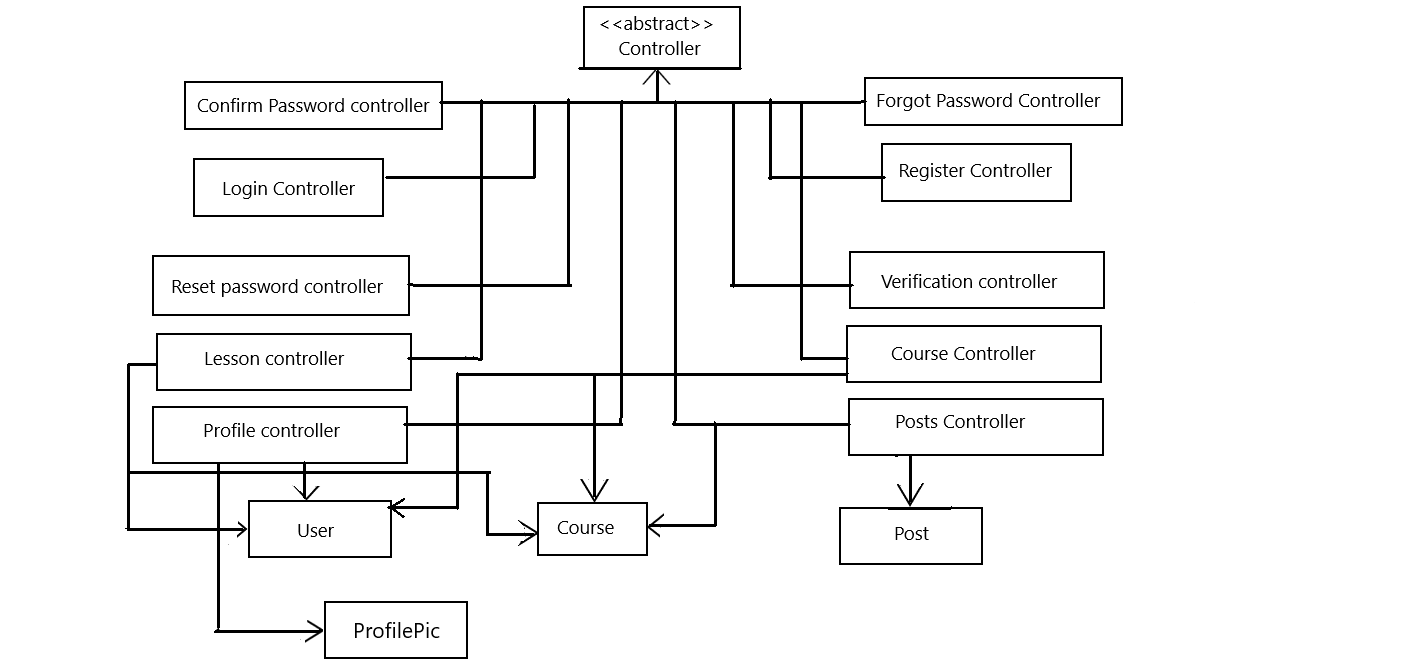 <<abstract>>
Controller
Confirm Password controller
Forgot Password Controller
Login Controller
Register Controller
Reset password controller
Verification controller
Lesson controller
Course Controller
Profile controller
Posts Controller
User
Course
Post
ProfilePic